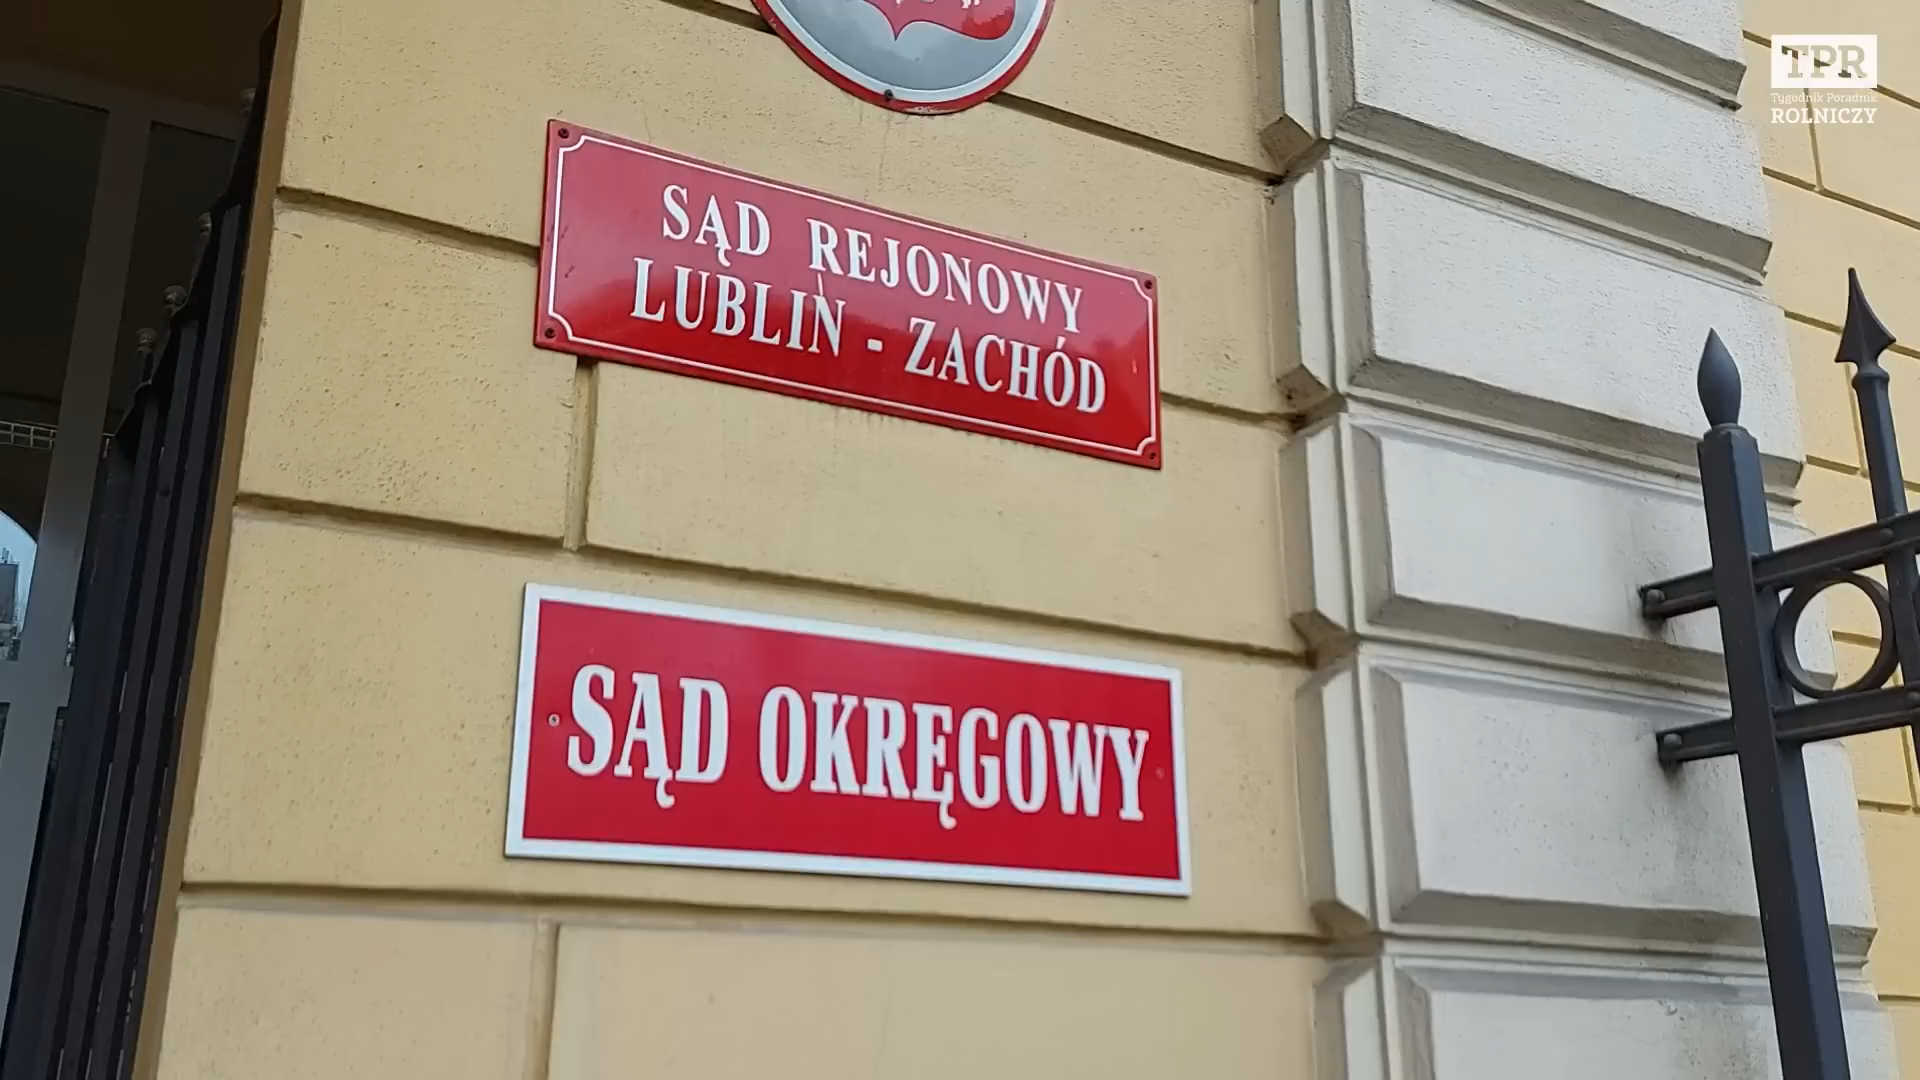 TPR
Tygodnik Poradnik
ROLNICZY
SĄD REJONOWY
LUBLIN - ZACHÓD
SĄD OKRĘGOWY